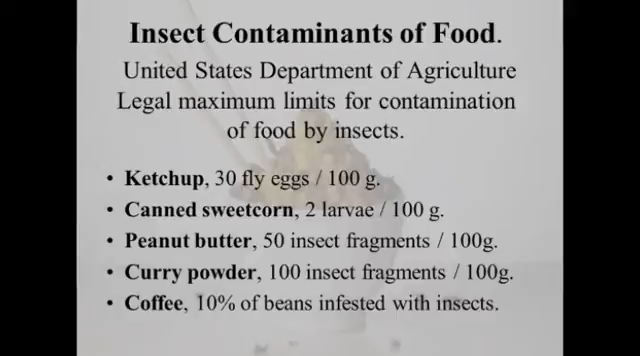 Insect Contaminants of Food.
United States Department of Agriculture
Legal maximum limits for contamination
of food by insects.
• Ketchup, 30 fly eggs / 100 g.
• Canned sweetcorn, 2 larvae / 100 g.
• Peanut butter, 50 insect fragments / 100g.
• Curry powder, 100 insect fragments / 100g.
• Coffee, 10% of beans infested with insects.